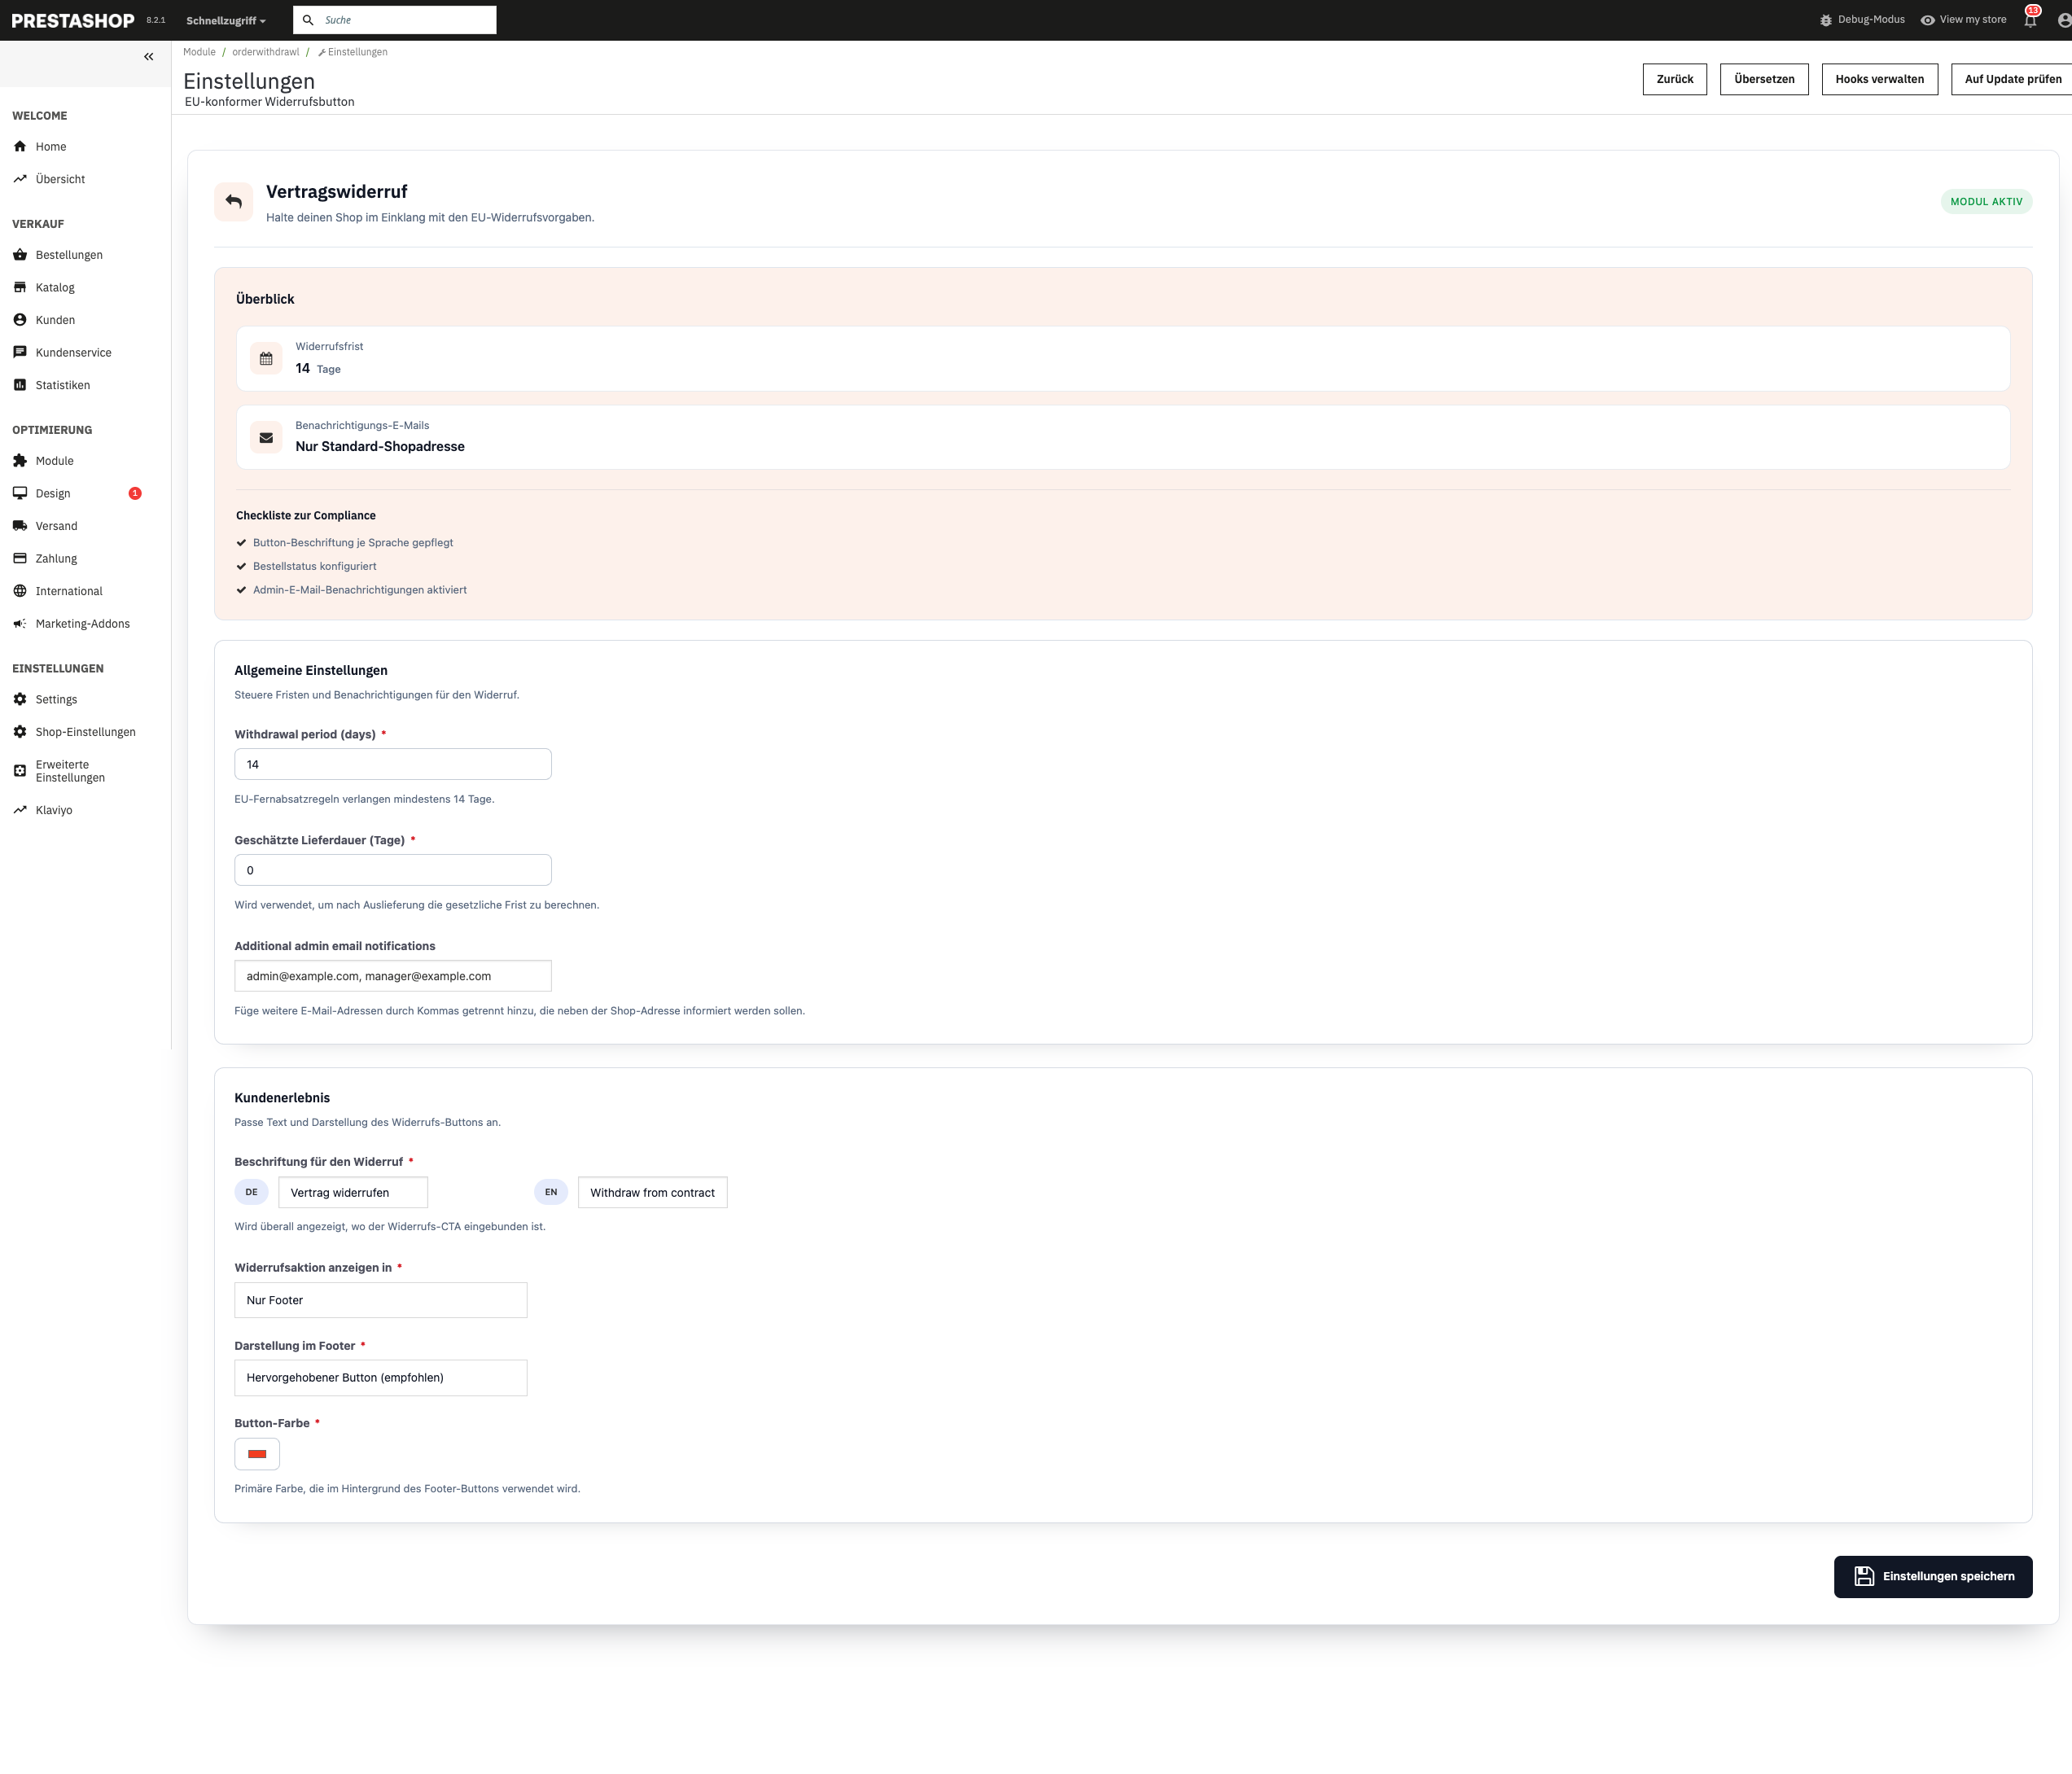 PRESTASHOP 8.2.1 Schnellzugriff Suche Debug-Modus View my store 13
Module / orderwithdrawl / Einstellungen
Einstellungen
EU-konformer Widerrufsbutton
Zurück Übersetzen Hooks verwalten Auf Update prüfen
WELCOME
Home
Übersicht
VERKAUF
Bestellungen
Katalog
Kunden
Kundenservice
Statistiken
OPTIMIERUNG
Module
Design 1
Versand
Zahlung
International
Marketing-Addons
EINSTELLUNGEN
Settings
Shop-Einstellungen
Erweiterte
Einstellungen
Klaviyo
Vertragswiderruf
Halte deinen Shop im Einklang mit den EU-Widerrufsvorgaben.
MODUL AKTIV
Überblick
Widerrufsfrist
14 Tage
Benachrichtigungs-E-Mails
Nur Standard-Shopadresse
Checkliste zur Compliance
Button-Beschriftung je Sprache gepflegt
Bestellstatus konfiguriert
Admin-E-Mail-Benachrichtigungen aktiviert
Allgemeine Einstellungen
Steuere Fristen und Benachrichtigungen für den Widerruf.
Withdrawal period (days) *
14
EU-Fernabsatzregeln verlangen mindestens 14 Tage.
Geschätzte Lieferdauer (Tage) *
0
Wird verwendet, um nach Auslieferung die gesetzliche Frist zu berechnen.
Additional admin email notifications
admin@example.com, manager@example.com
Füge weitere E-Mail-Adressen durch Kommas getrennt hinzu, die neben der Shop-Adresse informiert werden sollen.
Kundenerlebnis
Passe Text und Darstellung des Widerrufs-Buttons an.
Beschriftung für den Widerruf *
DE Vertrag widerrufen EN Withdraw from contract
Wird überall angezeigt, wo der Widerrufs-CTA eingebunden ist.
Widerrufsaktion anzeigen in *
Nur Footer
Darstellung im Footer *
Hervorgehobener Button (empfohlen)
Button-Farbe *
Primäre Farbe, die im Hintergrund des Footer-Buttons verwendet wird.
Einstellungen speichern